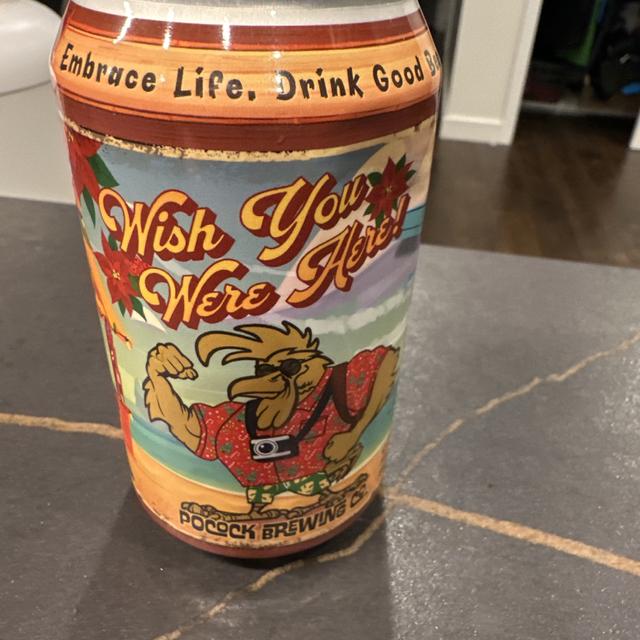 Embrace Life. Drink Good
Wish You
Were Here!
POCOCK BREWING CO